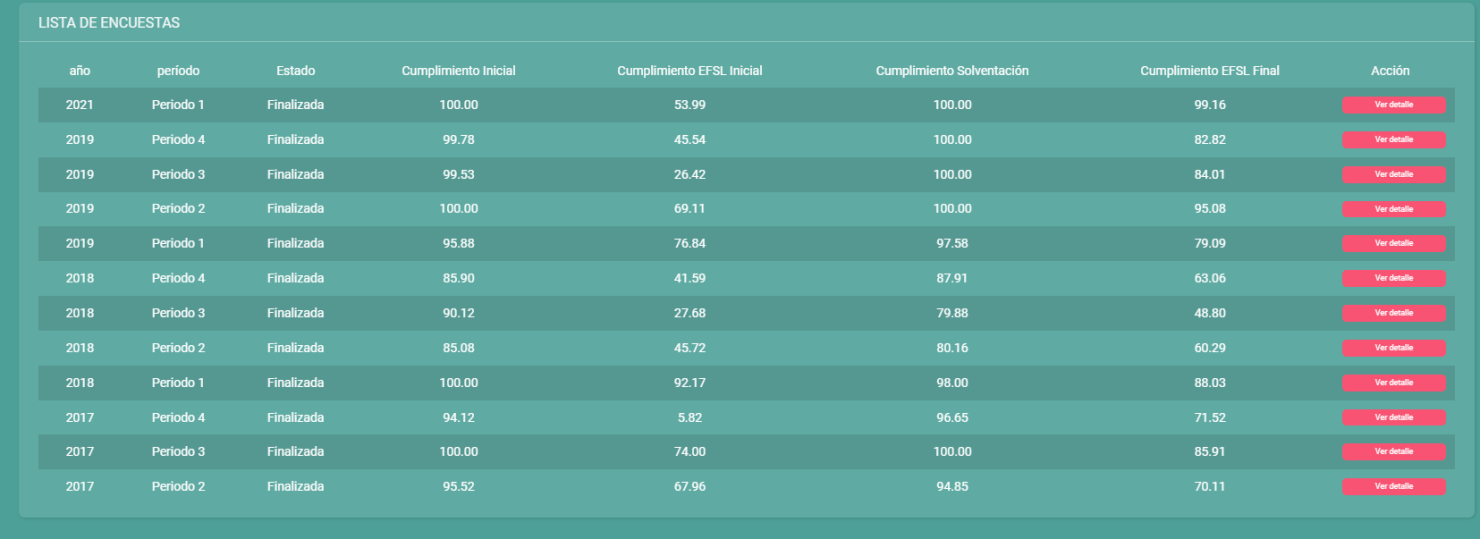 LISTA DE ENCUESTAS
año período Estado Cumplimiento Inicial Cumplimiento EFSL Inicial Cumplimiento Solventación Cumplimiento EFSL Final Acción
2021 Periodo 1 Finalizada 100.00 53.99 100.00 99.16 Ver detalle
2019 Periodo 4 Finalizada 99.78 45.54 100.00 82.82 Ver detalle
2019 Periodo 3 Finalizada 99.53 26.42 100.00 84.01 Ver detalle
2019 Periodo 2 Finalizada 100.00 69.11 100.00 95.08 Ver detalle
2019 Periodo 1 Finalizada 95.88 76.84 97.58 79.09 Ver detalle
2018 Periodo 4 Finalizada 85.90 41.59 87.91 63.06 Ver detalle
2018 Periodo 3 Finalizada 90.12 27.68 79.88 48.80 Ver detalle
2018 Periodo 2 Finalizada 85.08 45.72 80.16 60.29 Ver detalle
2018 Periodo 1 Finalizada 100.00 92.17 98.00 88.03 Ver detalle
2017 Periodo 4 Finalizada 94.12 5.82 96.65 71.52 Ver detalle
2017 Periodo 3 Finalizada 100.00 74.00 100.00 85.91 Ver detalle
2017 Periodo 2 Finalizada 95.52 67.96 94.85 70.11 Ver detalle